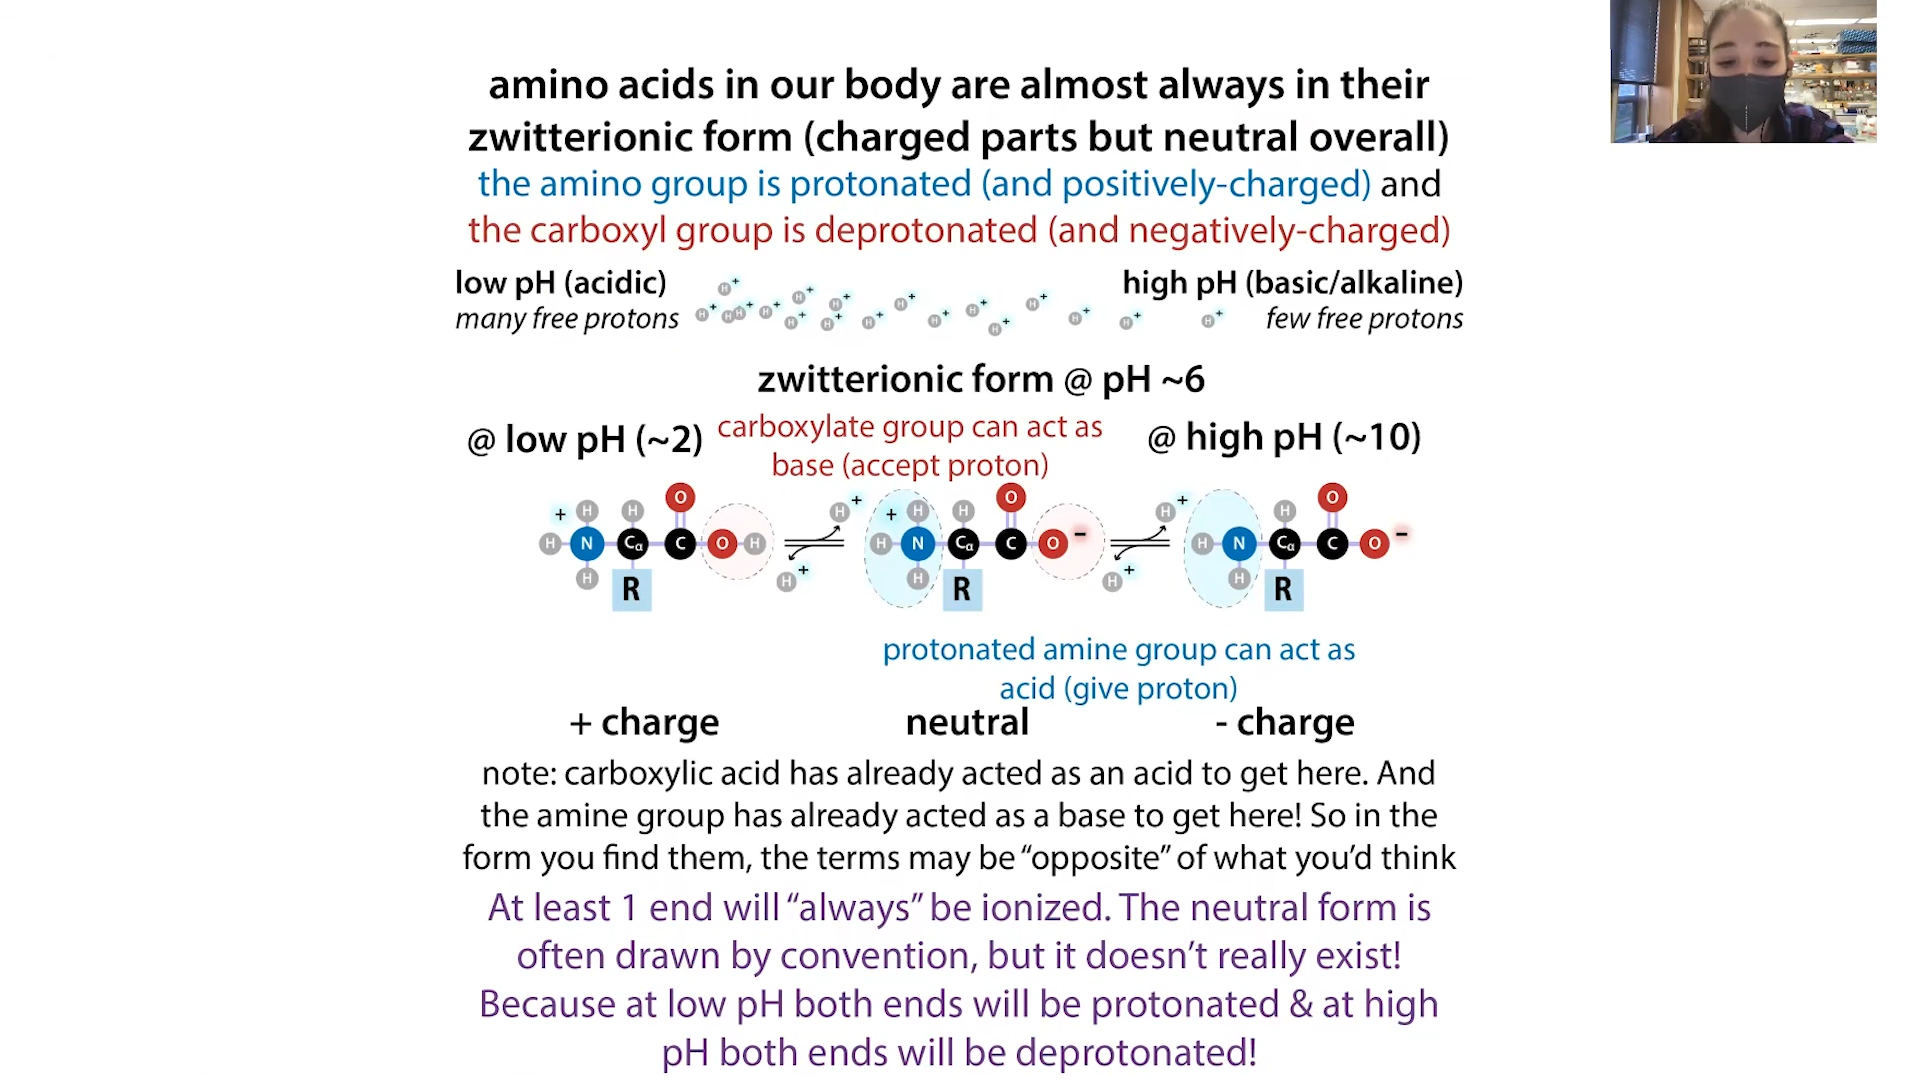 amino acids in our body are almost always in their
zwitterionic form (charged parts but neutral overall)
the amino group is protonated (and positively-charged) and
the carboxyl group is deprotonated (and negatively-charged)
low pH (acidic)
many free protons
H+ H+ H+ H+ H+ H+ H+ H+ H+ H+ H+ H+ H+ H+ H+ H+ H+ H+ H+
high pH (basic/alkaline)
few free protons
zwitterionic form @ pH ~6
@ low pH (~2)
carboxylate group can act as
base (accept proton)
@ high pH (~10)
+ H H O
H N Cα C O H
H R
H+
H+
+ H H O −
H N Cα C O
H R
H+
H+
H O −
H N Cα C O
H R
protonated amine group can act as
acid (give proton)
+ charge neutral - charge
note: carboxylic acid has already acted as an acid to get here. And
the amine group has already acted as a base to get here! So in the
form you find them, the terms may be “opposite” of what you’d think
At least 1 end will “always” be ionized. The neutral form is
often drawn by convention, but it doesn’t really exist!
Because at low pH both ends will be protonated & at high
pH both ends will be deprotonated!